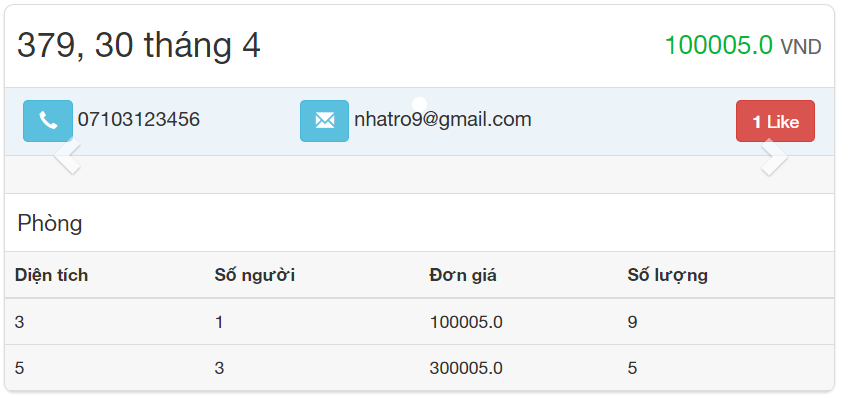 379, 30 tháng 4
100005.0 VND
07103123456
nhatro9@gmail.com
1 Like
Phòng
Diện tích Số người Đơn giá Số lượng
3 1 100005.0 9
5 3 300005.0 5